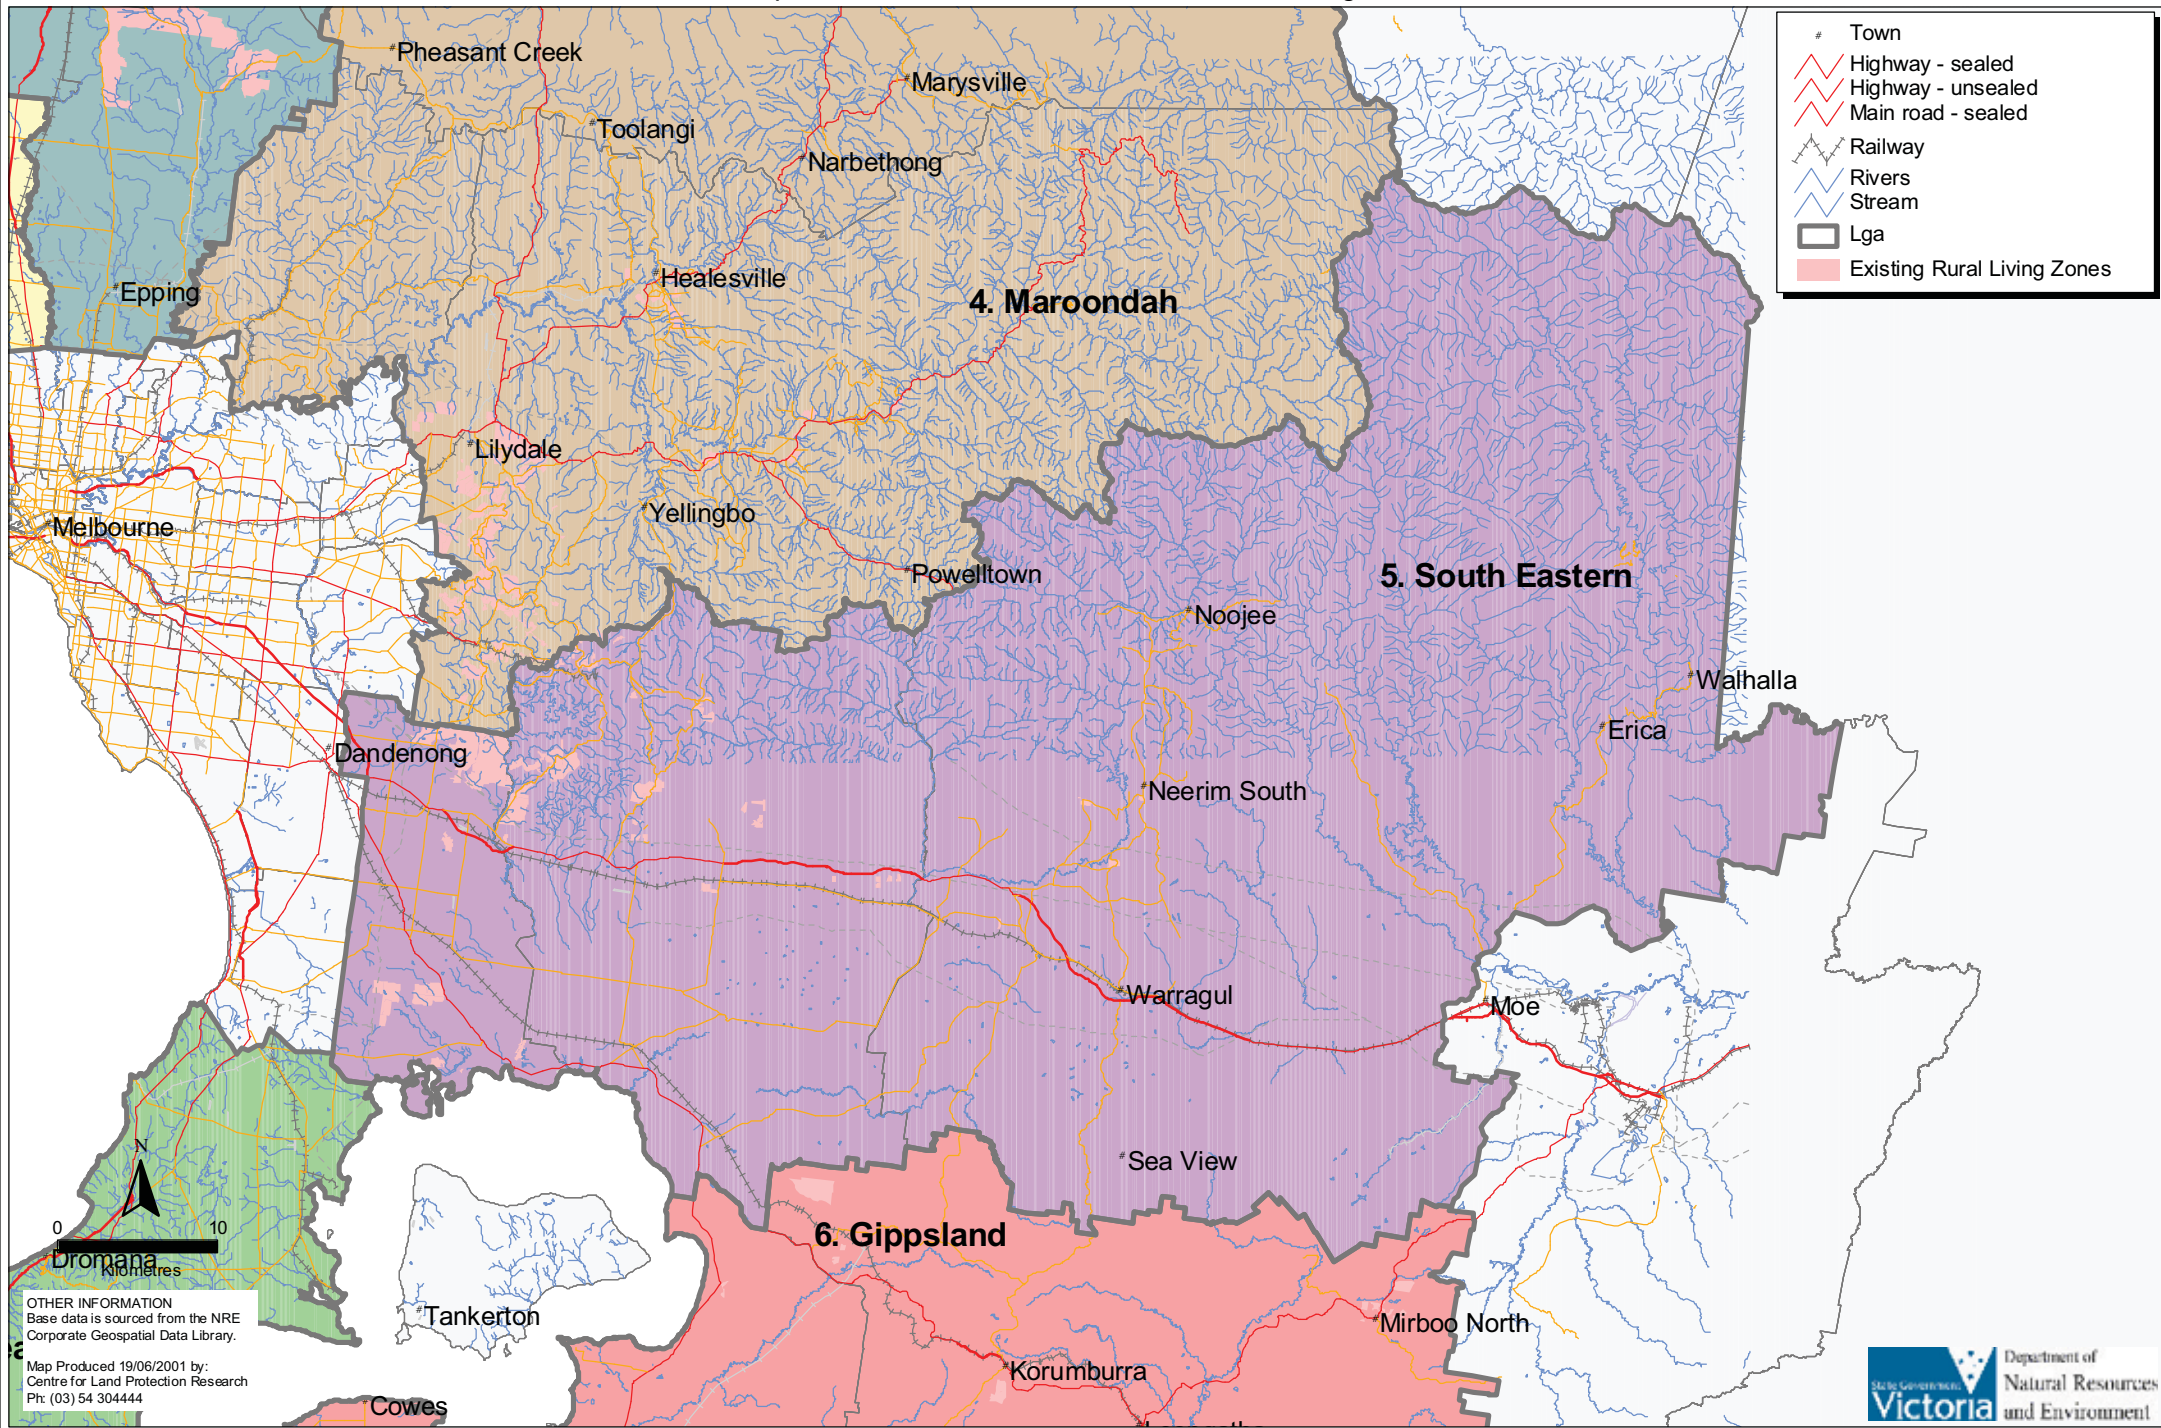 Town
Highway - sealed
Highway - unsealed
Main road - sealed
Railway
Rivers
Stream
Lga
Existing Rural Living Zones
Pheasant Creek
Marysville
Toolangi
Narbethong
Healesville
Epping
4. Maroondah
Lilydale
Yellingbo
Melbourne
Powelltown
5. South Eastern
Noojee
Walhalla
Erica
Dandenong
Neerim South
Warragul
Moe
N
Sea View
0 10
6. Gippsland
Dromana
Kilometres
Tankerton
Mirboo North
Korumburra
Cowes
OTHER INFORMATION
Base data is sourced from the NRE
Corporate Geospatial Data Library.
Map Produced 19/06/2001 by:
Centre for Land Protection Research
Ph: (03) 54 304444
State Government
Victoria
Department of
Natural Resources
and Environment